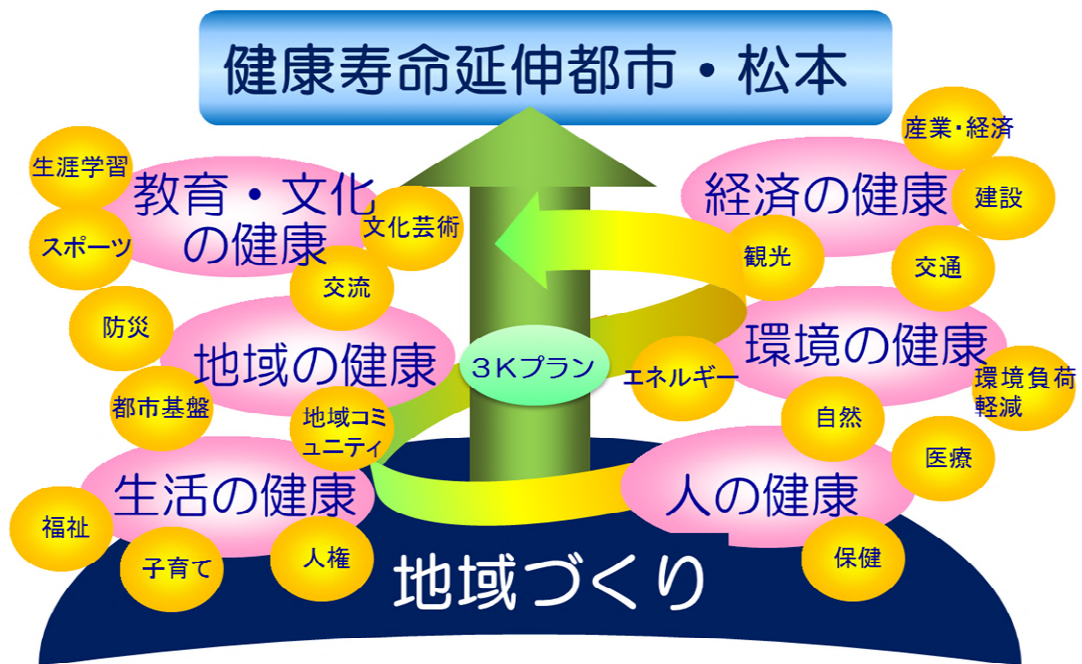 健康寿命延伸都市・松本
生涯学習
教育・文化
の健康
スポーツ
文化芸術
交流
産業・経済
経済の健康
建設
観光
交通
防災
地域の健康
都市基盤
地域コミ
ュニティ
3Kプラン
環境の健康
エネルギー
環境負荷
軽減
自然
生活の健康
福祉
子育て
人権
人の健康
医療
保健
地域づくり